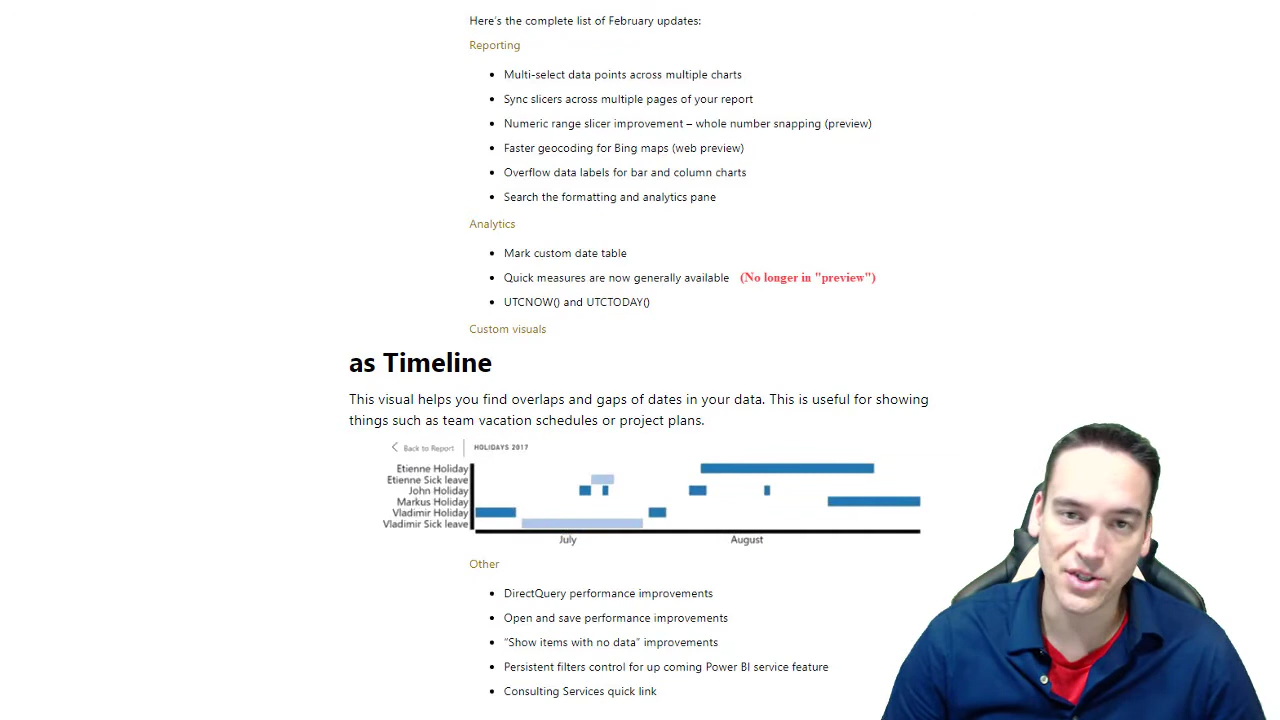 Here's the complete list of February updates:
Reporting
• Multi-select data points across multiple charts
• Sync slicers across multiple pages of your report
• Numeric range slicer improvement – whole number snapping (preview)
• Faster geocoding for Bing maps (web preview)
• Overflow data labels for bar and column charts
• Search the formatting and analytics pane
Analytics
• Mark custom date table
• Quick measures are now generally available (No longer in "preview")
• UTCNOW() and UTCTODAY()
Custom visuals
as Timeline
This visual helps you find overlaps and gaps of dates in your data. This is useful for showing
things such as team vacation schedules or project plans.
Back to Report HOLIDAYS 2017
Etienne Holiday
Etienne Sick leave
John Holiday
Markus Holiday
Vladimir Holiday
Vladimir Sick leave
July August
Other
• DirectQuery performance improvements
• Open and save performance improvements
• “Show items with no data” improvements
• Persistent filters control for up coming Power BI service feature
• Consulting Services quick link